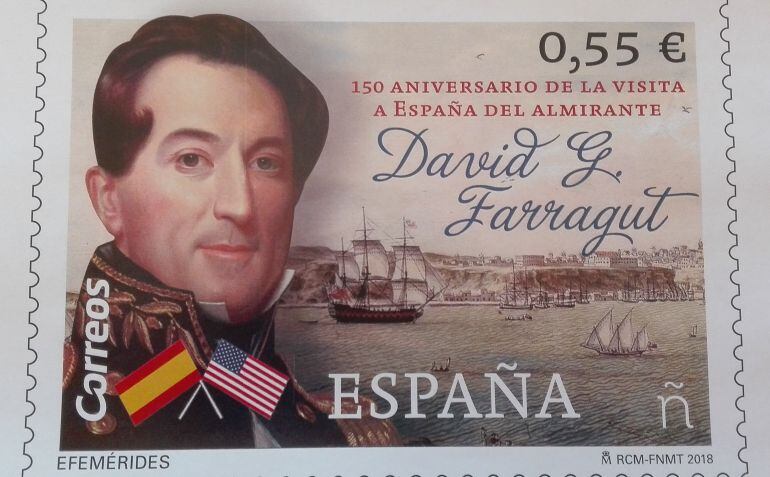 0,55 €
150 ANIVERSARIO DE LA VISITA
A ESPAÑA DEL ALMIRANTE
David G.
Farragut
Correos
ESPAÑA
ñ
EFEMÉRIDES
RCM-FNMT 2018